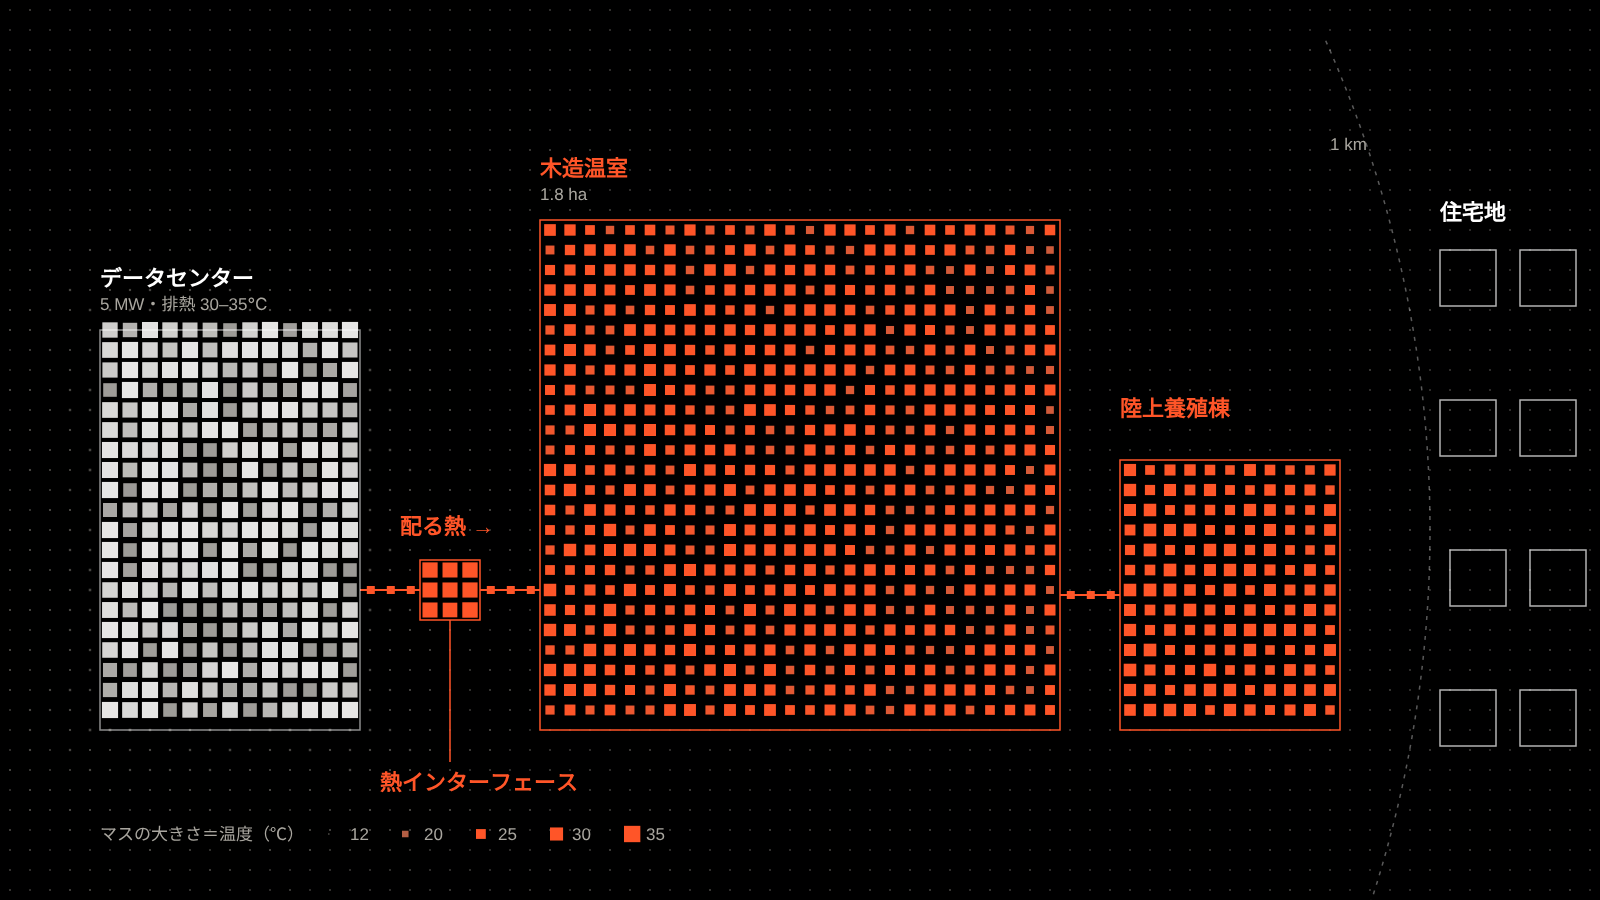 1 km
木造温室
1.8 ha
住宅地
データセンター
5 MW・排熱 30–35℃
陸上養殖棟
配る熱 →
熱インターフェース
マスの大きさ＝温度（℃） 12 20 25 30 35